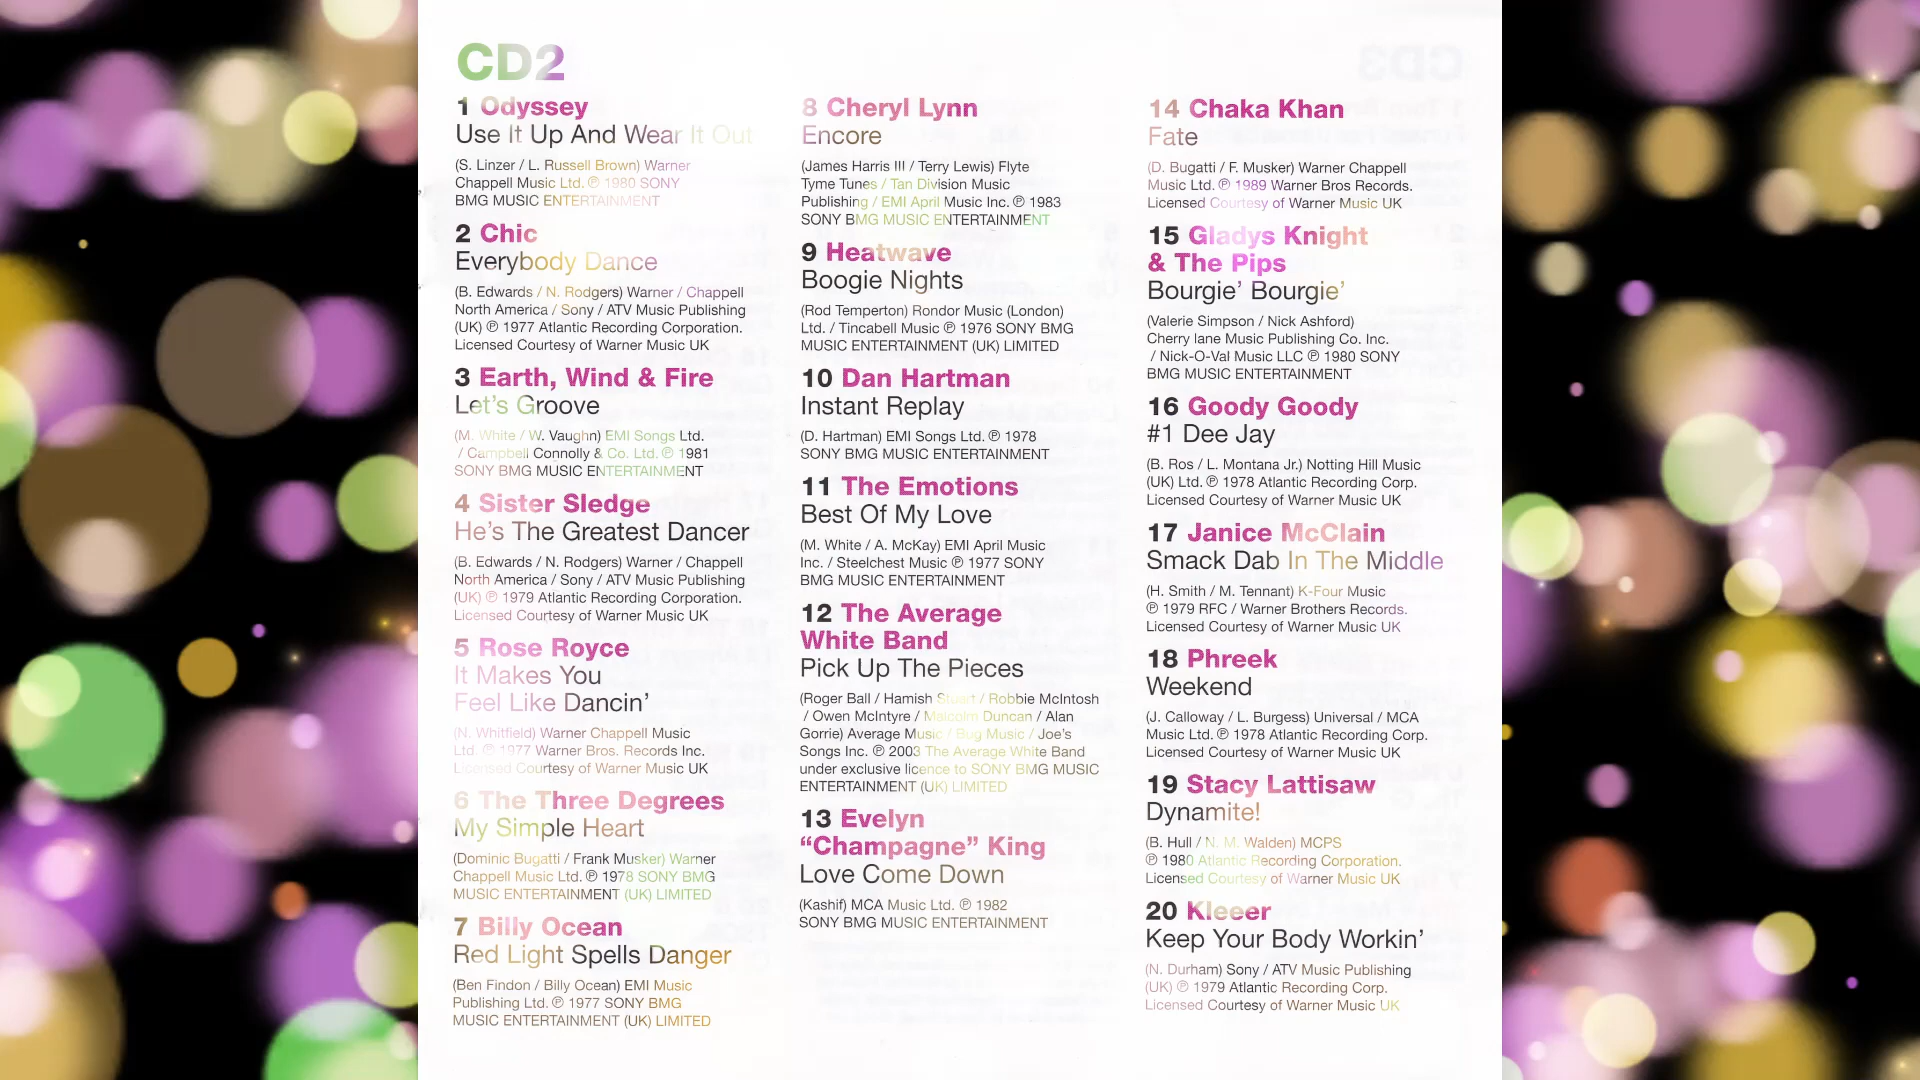 CD2
1 Odyssey
Use It Up And Wear It Out
(S. Linzer / L. Russell Brown) Warner
Chappell Music Ltd. ℗ 1980 SONY
BMG MUSIC ENTERTAINMENT
2 Chic
Everybody Dance
(B. Edwards / N. Rodgers) Warner / Chappell
North America / Sony / ATV Music Publishing
(UK) ℗ 1977 Atlantic Recording Corporation.
Licensed Courtesy of Warner Music UK
3 Earth, Wind & Fire
Let's Groove
(M. White / W. Vaughn) EMI Songs Ltd.
/ Campbell Connolly & Co. Ltd. ℗ 1981
SONY BMG MUSIC ENTERTAINMENT
4 Sister Sledge
He's The Greatest Dancer
(B. Edwards / N. Rodgers) Warner / Chappell
North America / Sony / ATV Music Publishing
(UK) ℗ 1979 Atlantic Recording Corporation.
Licensed Courtesy of Warner Music UK
5 Rose Royce
It Makes You
Feel Like Dancin'
(N. Whitfield) Warner Chappell Music
Ltd. ℗ 1977 Warner Bros. Records Inc.
Licensed Courtesy of Warner Music UK
6 The Three Degrees
My Simple Heart
(Dominic Bugatti / Frank Musker) Warner
Chappell Music Ltd. ℗ 1978 SONY BMG
MUSIC ENTERTAINMENT (UK) LIMITED
7 Billy Ocean
Red Light Spells Danger
(Ben Findon / Billy Ocean) EMI Music
Publishing Ltd. ℗ 1977 SONY BMG
MUSIC ENTERTAINMENT (UK) LIMITED
8 Cheryl Lynn
Encore
(James Harris III / Terry Lewis) Flyte
Tyme Tunes / Tan Division Music
Publishing / EMI April Music Inc. ℗ 1983
SONY BMG MUSIC ENTERTAINMENT
9 Heatwave
Boogie Nights
(Rod Temperton) Rondor Music (London)
Ltd. / Tincabell Music ℗ 1976 SONY BMG
MUSIC ENTERTAINMENT (UK) LIMITED
10 Dan Hartman
Instant Replay
(D. Hartman) EMI Songs Ltd. ℗ 1978
SONY BMG MUSIC ENTERTAINMENT
11 The Emotions
Best Of My Love
(M. White / A. McKay) EMI April Music
Inc. / Steelchest Music ℗ 1977 SONY
BMG MUSIC ENTERTAINMENT
12 The Average
White Band
Pick Up The Pieces
(Roger Ball / Hamish Stuart / Robbie McIntosh
/ Owen McIntyre / Malcolm Duncan / Alan
Gorrie) Average Music / Bug Music / Joe's
Songs Inc. ℗ 2003 The Average White Band
under exclusive licence to SONY BMG MUSIC
ENTERTAINMENT (UK) LIMITED
13 Evelyn
“Champagne” King
Love Come Down
(Kashif) MCA Music Ltd. ℗ 1982
SONY BMG MUSIC ENTERTAINMENT
14 Chaka Khan
Fate
(D. Bugatti / F. Musker) Warner Chappell
Music Ltd. ℗ 1989 Warner Bros Records.
Licensed Courtesy of Warner Music UK
15 Gladys Knight
& The Pips
Bourgie' Bourgie'
(Valerie Simpson / Nick Ashford)
Cherry lane Music Publishing Co. Inc.
/ Nick-O-Val Music LLC ℗ 1980 SONY
BMG MUSIC ENTERTAINMENT
16 Goody Goody
#1 Dee Jay
(B. Ros / L. Montana Jr.) Notting Hill Music
(UK) Ltd. ℗ 1978 Atlantic Recording Corp.
Licensed Courtesy of Warner Music UK
17 Janice McClain
Smack Dab In The Middle
(H. Smith / M. Tennant) K-Four Music
℗ 1979 RFC / Warner Brothers Records.
Licensed Courtesy of Warner Music UK
18 Phreek
Weekend
(J. Calloway / L. Burgess) Universal / MCA
Music Ltd. ℗ 1978 Atlantic Recording Corp.
Licensed Courtesy of Warner Music UK
19 Stacy Lattisaw
Dynamite!
(B. Hull / N. M. Walden) MCPS
℗ 1980 Atlantic Recording Corporation.
Licensed Courtesy of Warner Music UK
20 Kleeer
Keep Your Body Workin'
(N. Durham) Sony / ATV Music Publishing
(UK) ℗ 1979 Atlantic Recording Corp.
Licensed Courtesy of Warner Music UK